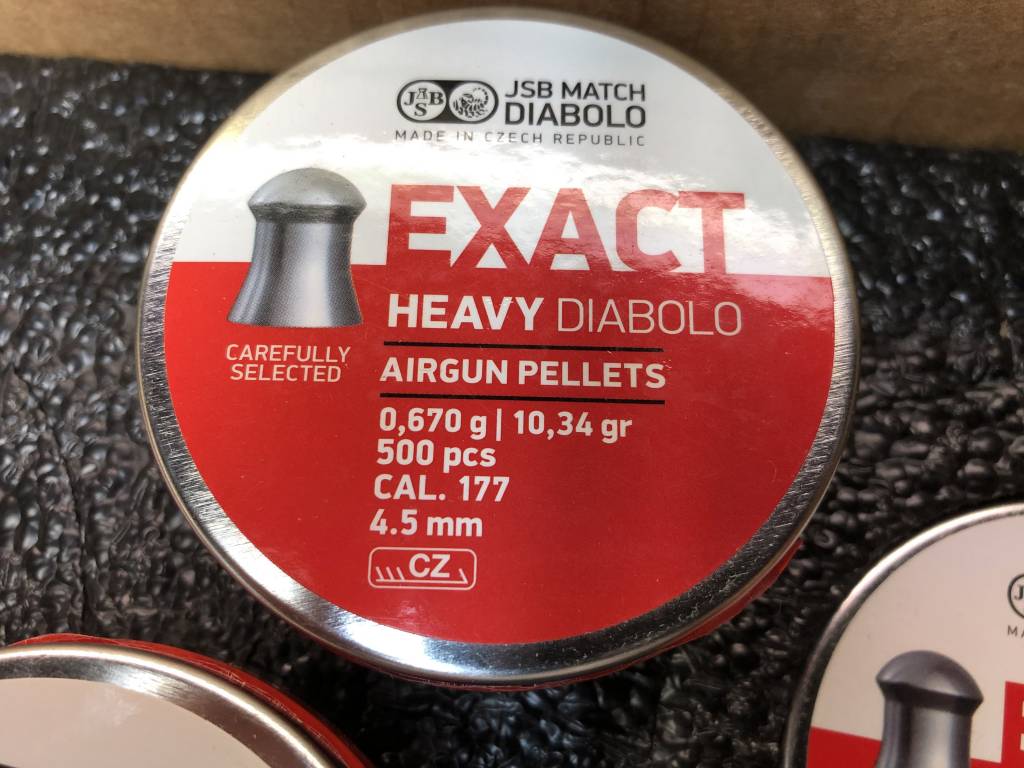 JSB
JSB MATCH
DIABOLO
MADE IN CZECH REPUBLIC
EXACT
HEAVY DIABOLO
CAREFULLY
SELECTED
AIRGUN PELLETS
0,670 g | 10,34 gr
500 pcs
CAL. 177
4.5 mm
CZ